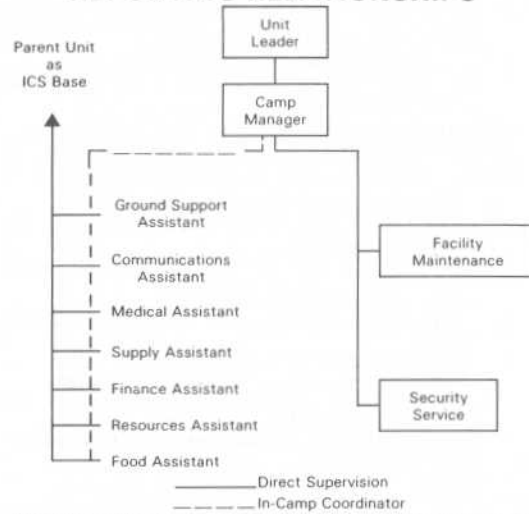 Unit
Leader
Parent Unit
as
ICS Base
Camp
Manager
Ground Support
Assistant
Communications
Assistant
Facility
Maintenance
Medical Assistant
Supply Assistant
Finance Assistant
Security
Service
Resources Assistant
Food Assistant
Direct Supervision
In-Camp Coordinator